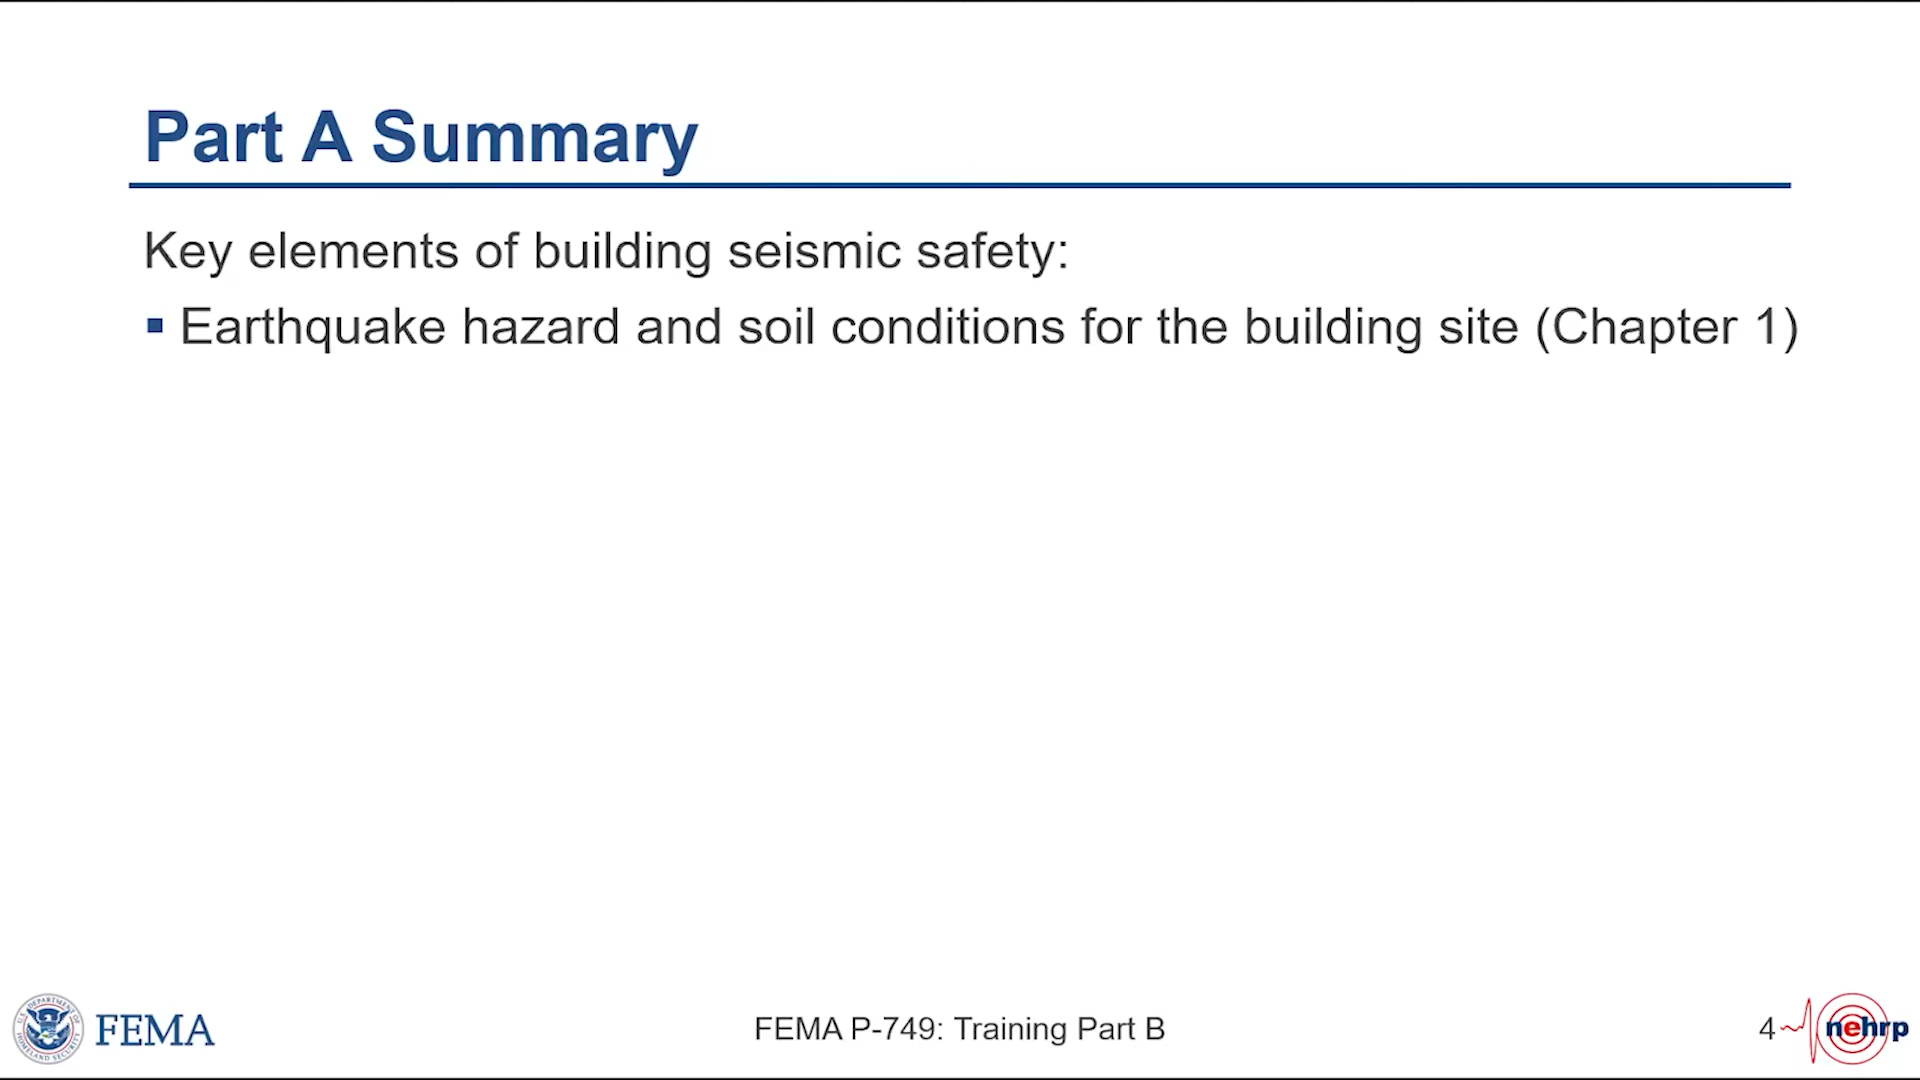 Part A Summary
Key elements of building seismic safety:
▪ Earthquake hazard and soil conditions for the building site (Chapter 1)
FEMA
FEMA P-749: Training Part B
4
nehrp